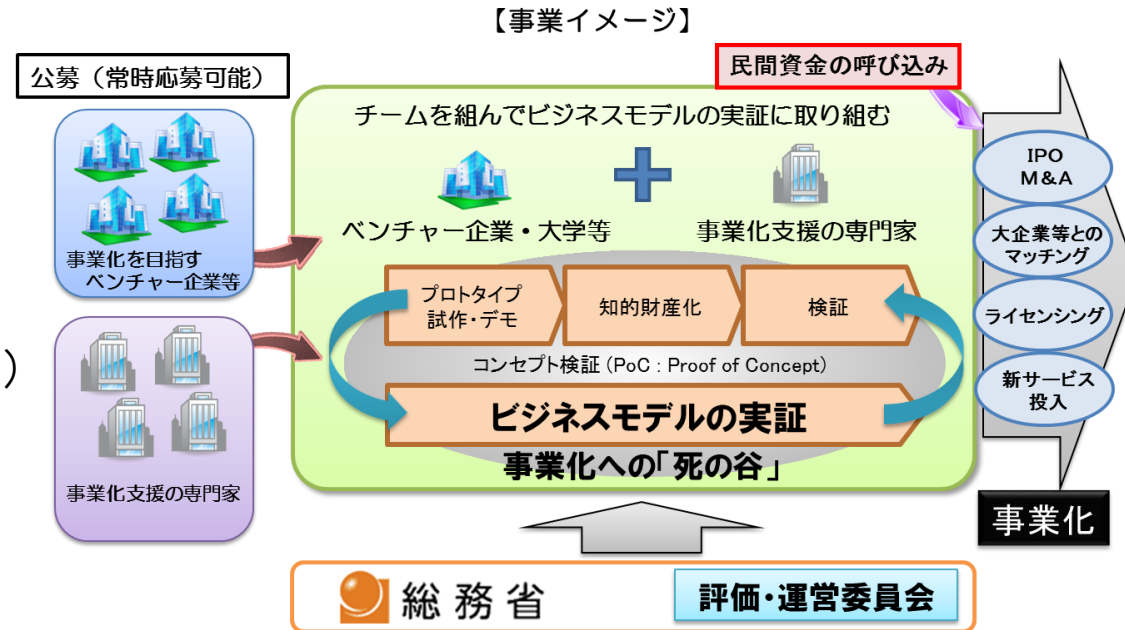 【事業イメージ】
公募（常時応募可能）
民間資金の呼び込み
チームを組んでビジネスモデルの実証に取り組む
事業化を目指す
ベンチャー企業等
ベンチャー企業・大学等
事業化支援の専門家
プロトタイプ
試作・デモ
知的財産化
検証
コンセプト検証（PoC：Proof of Concept）
ビジネスモデルの実証
事業化への「死の谷」
事業化支援の専門家
）
IPO
M&A
大企業等との
マッチング
ライセンシング
新サービス
投入
事業化
総務省
評価・運営委員会